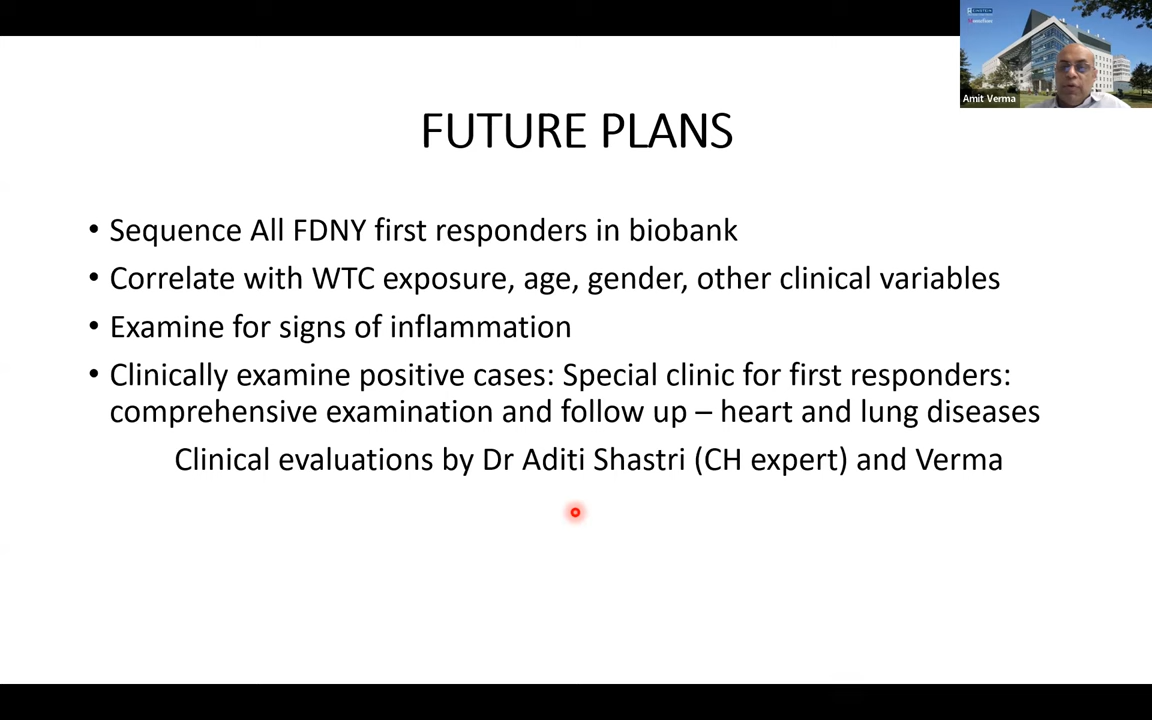 EINSTEIN
Montefiore
Amit Verma
FUTURE PLANS
• Sequence All FDNY first responders in biobank
• Correlate with WTC exposure, age, gender, other clinical variables
• Examine for signs of inflammation
• Clinically examine positive cases: Special clinic for first responders:
comprehensive examination and follow up – heart and lung diseases
Clinical evaluations by Dr Aditi Shastri (CH expert) and Verma